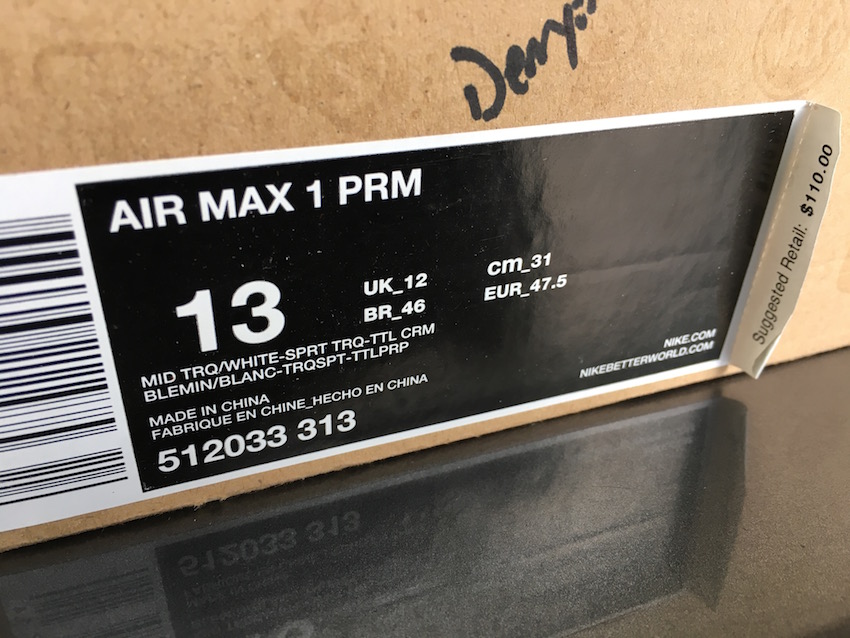 AIR MAX 1 PRM
13
UK_12
BR_46
cm_31
EUR_47.5
MID TRQ/WHITE-SPRT TRQ-TTL CRM
BLEMIN/BLANC-TRQSPT-TTLPRP
MADE IN CHINA
FABRIQUE EN CHINE_HECHO EN CHINA
512033 313
NIKE.COM
NIKEBETTERWORLD.COM
Suggested Retail: $110.00